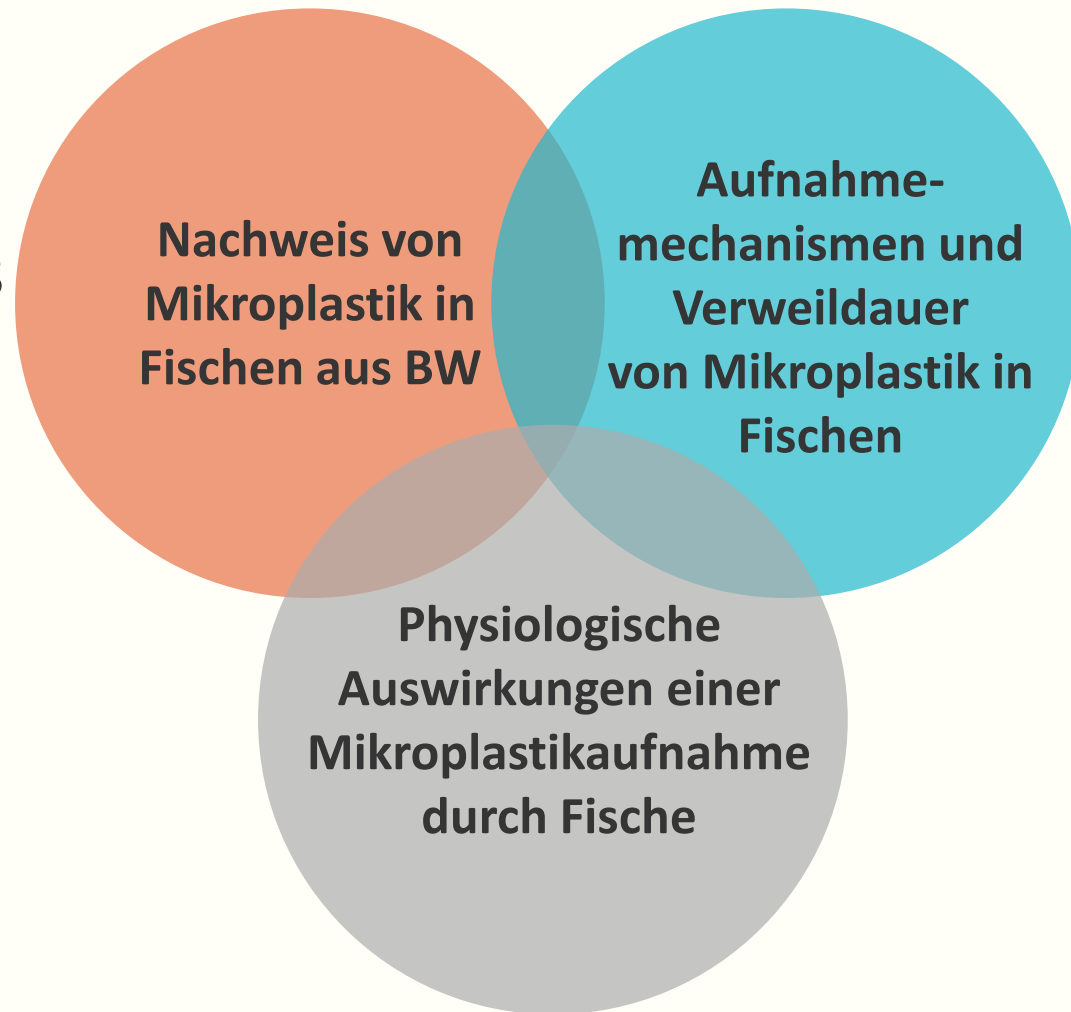 Nachweis von
Mikroplastik in
Fischen aus BW
Aufnahme-
mechanismen und
Verweildauer
von Mikroplastik in
Fischen
Physiologische
Auswirkungen einer
Mikroplastikaufnahme
durch Fische